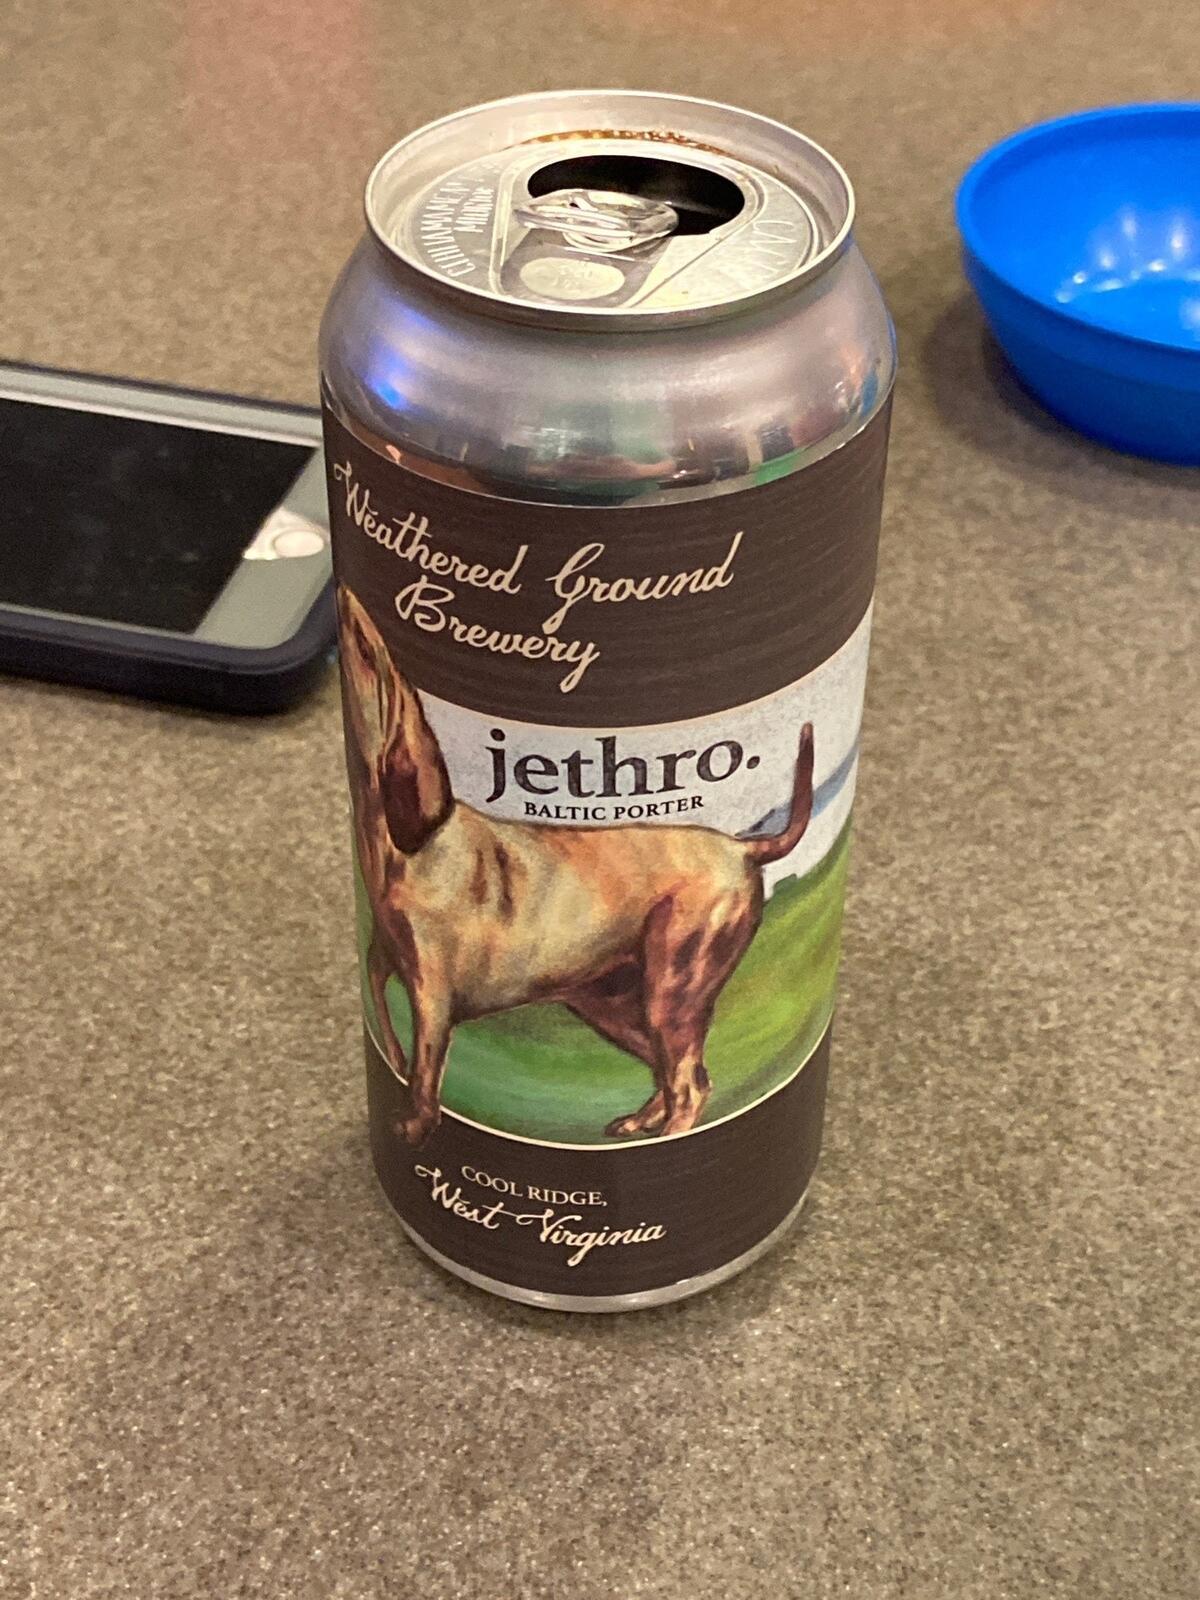 Weathered Ground
Brewery
jethro.
BALTIC PORTER
COOL RIDGE,
West Virginia